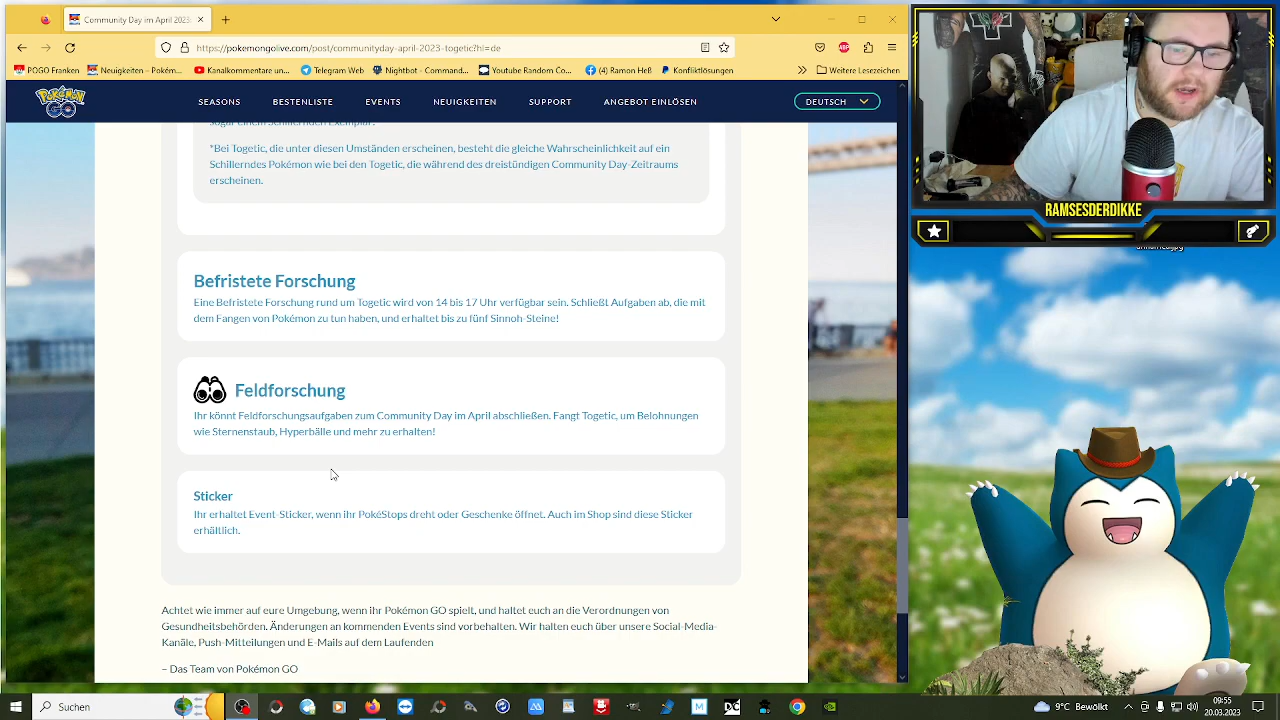 Community Day im April 2023:
https://pokemongolive.com/post/communityday-april-2023-togetic?hl=de
POGO Franken
Neuigkeiten – Pokém...
Kanalkommentare un...
Telegram Web
Nightbot - Comman...
Youtube Random Co...
(4) Ramon Heß
Konfliktlösungen
Weitere Lesezeichen
SEASONS
BESTENLISTE
EVENTS
NEUIGKEITEN
SUPPORT
ANGEBOT EINLÖSEN
DEUTSCH
sogar einem Schillernden Exemplar!*
*Bei Togetic, die unter diesen Umständen erscheinen, besteht die gleiche Wahrscheinlichkeit auf ein
Schillerndes Pokémon wie bei den Togetic, die während des dreistündigen Community Day-Zeitraums
erscheinen.
Befristete Forschung
Eine Befristete Forschung rund um Togetic wird von 14 bis 17 Uhr verfügbar sein. Schließt Aufgaben ab, die mit
dem Fangen von Pokémon zu tun haben, und erhaltet bis zu fünf Sinnoh-Steine!
Feldforschung
Ihr könnt Feldforschungsaufgaben zum Community Day im April abschließen. Fangt Togetic, um Belohnungen
wie Sternenstaub, Hyperbälle und mehr zu erhalten!
Sticker
Ihr erhaltet Event-Sticker, wenn ihr PokéStops dreht oder Geschenke öffnet. Auch im Shop sind diese Sticker
erhältlich.
Achtet wie immer auf eure Umgebung, wenn ihr Pokémon GO spielt, und haltet euch an die Verordnungen von
Gesundheitsbehörden. Änderungen an kommenden Events sind vorbehalten. Wir halten euch über unsere Social-Media-
Kanäle, Push-Mitteilungen und E-Mails auf dem Laufenden
– Das Team von Pokémon GO
RAMSESDERDIKKE
Suchen
9°C Bewölkt
09:55
20.03.2023